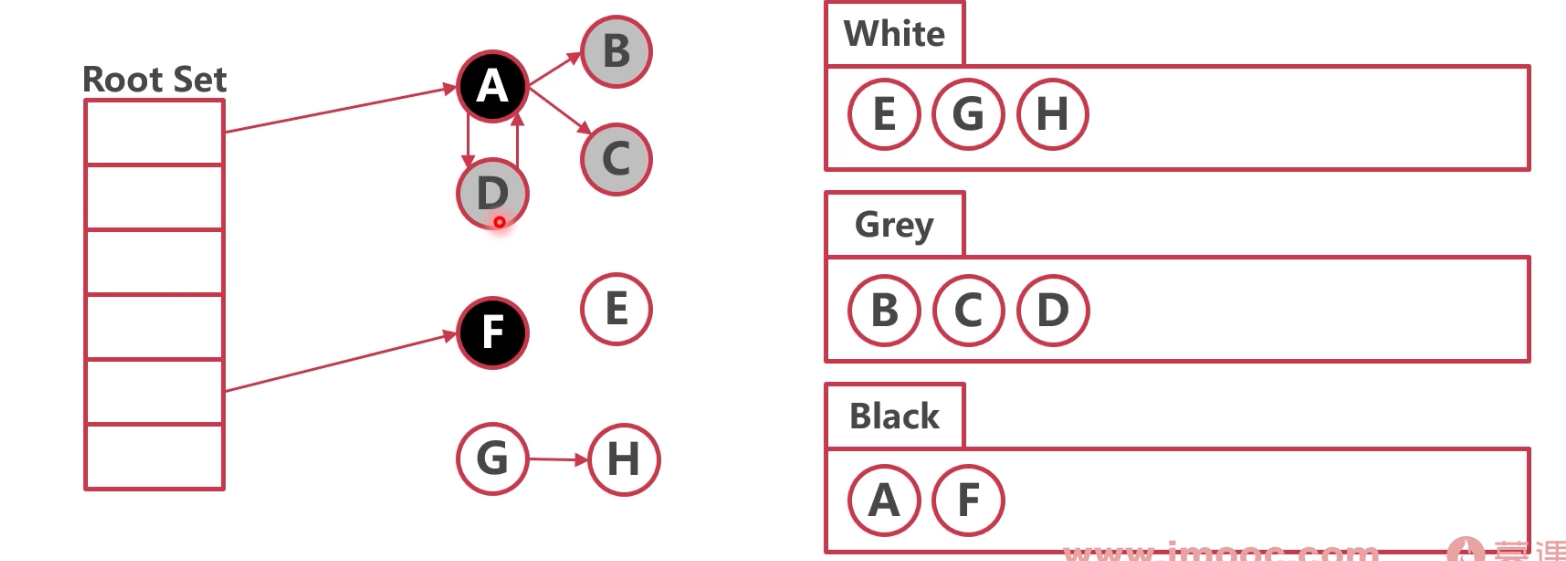 Root Set
A
B
C
D
E
F
G
H
White
E G H
Grey
B C D
Black
A F
www.imooc.com
慕课